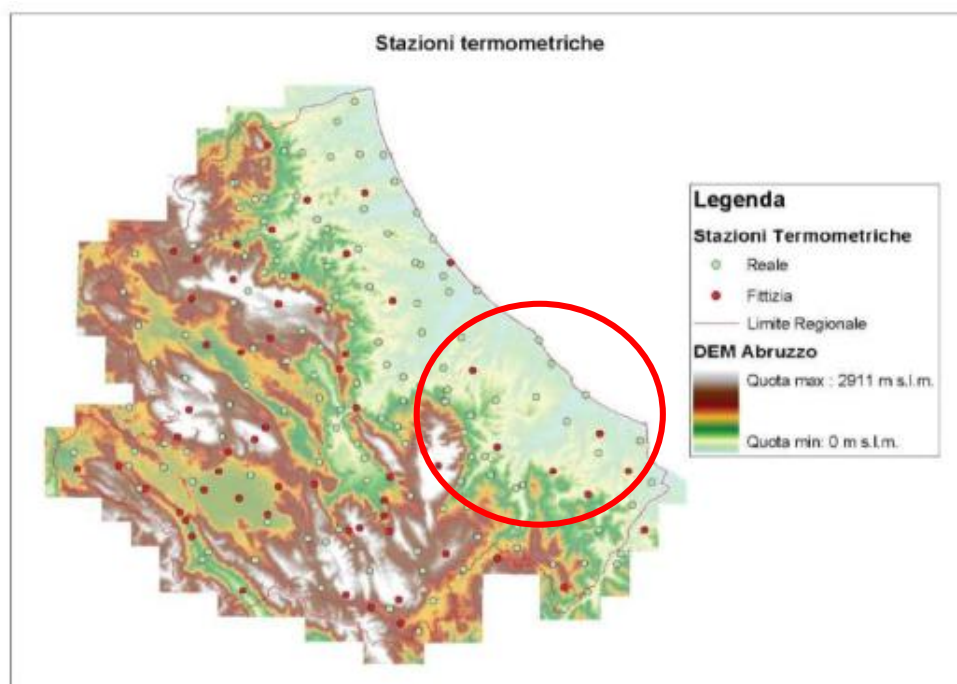 Stazioni termometriche
Legenda
Stazioni Termometriche
Reale
Fittizia
Limite Regionale
DEM Abruzzo
Quota max : 2911 m s.l.m.
Quota min: 0 m s.l.m.